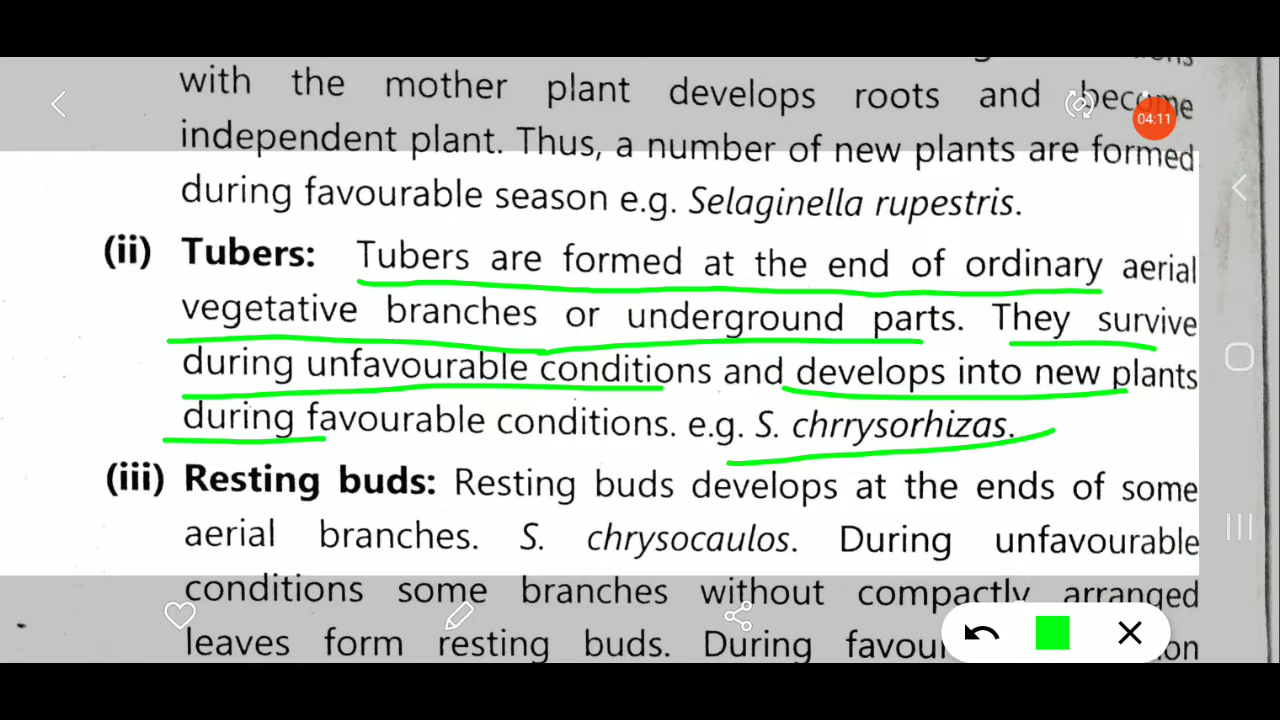 with the mother plant develops roots and become
04:11
independent plant. Thus, a number of new plants are formed
during favourable season e.g. Selaginella rupestris.
(ii) Tubers: Tubers are formed at the end of ordinary aerial
vegetative branches or underground parts. They survive
during unfavourable conditions and develops into new plants
during favourable conditions. e.g. S. chrrysorhizas.
(iii) Resting buds: Resting buds develops at the ends of some
aerial branches. S. chrysocaulos. During unfavourable
conditions some branches without compactly arranged
leaves form resting buds. During